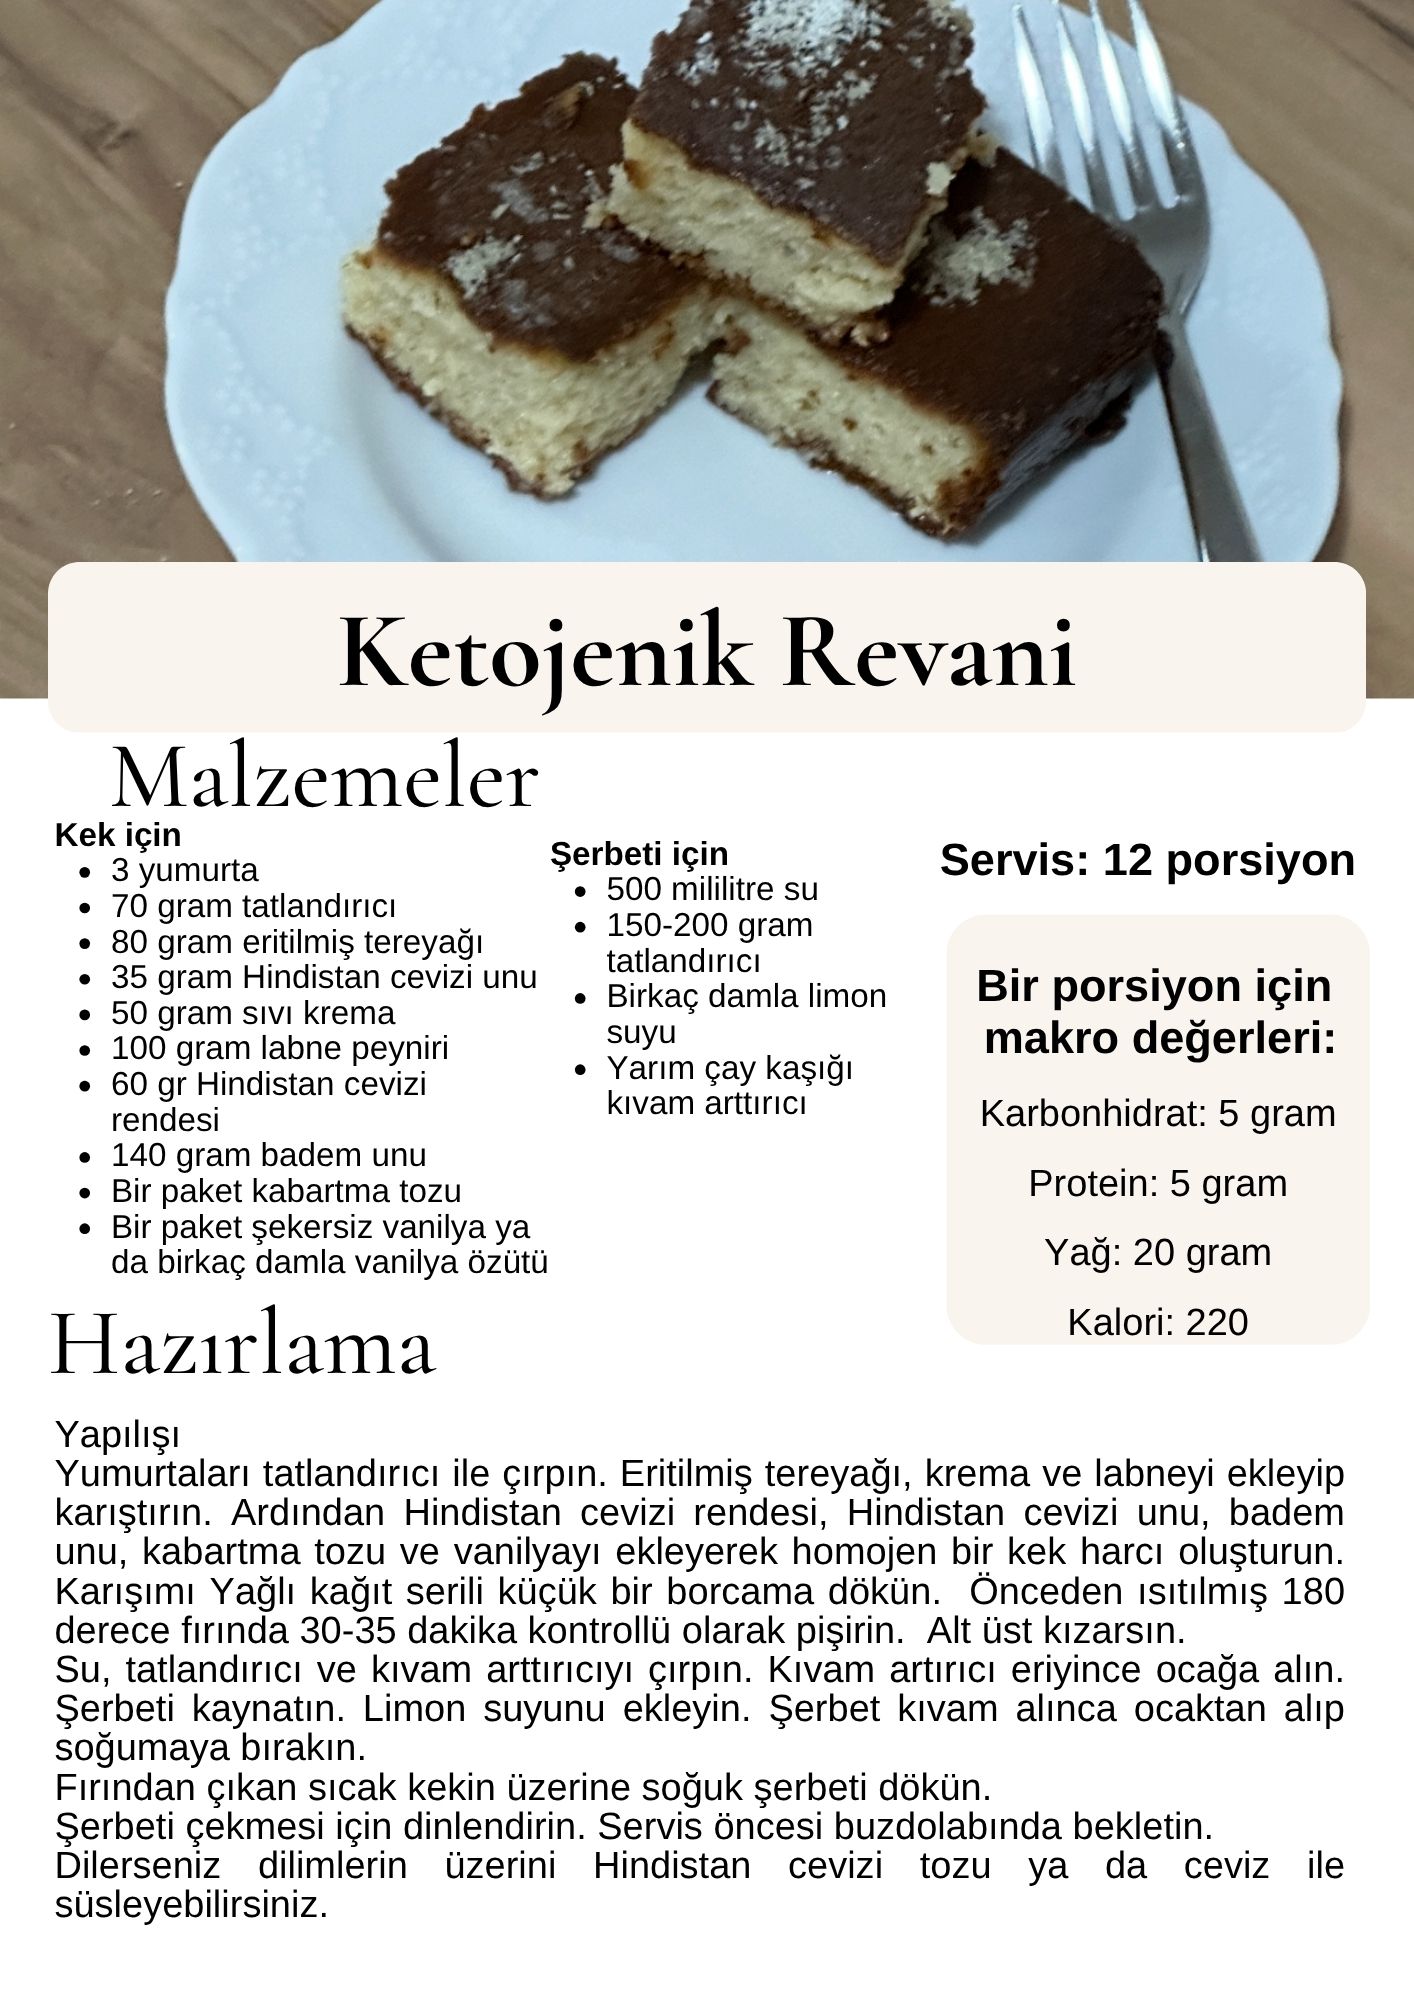 Ketojenik Revani
Malzemeler
Kek için
• 3 yumurta
• 70 gram tatlandırıcı
• 80 gram eritilmiş tereyağı
• 35 gram Hindistan cevizi unu
• 50 gram sıvı krema
• 100 gram labne peyniri
• 60 gr Hindistan cevizi
rendesi
• 140 gram badem unu
• Bir paket kabartma tozu
• Bir paket şekersiz vanilya ya
da birkaç damla vanilya özütü
Şerbeti için
• 500 mililitre su
• 150-200 gram
tatlandırıcı
• Birkaç damla limon
suyu
• Yarım çay kaşığı
kıvam arttırıcı
Servis: 12 porsiyon
Bir porsiyon için
makro değerleri:
Karbonhidrat: 5 gram
Protein: 5 gram
Yağ: 20 gram
Kalori: 220
Hazırlama
Yapılışı
Yumurtaları tatlandırıcı ile çırpın. Eritilmiş tereyağı, krema ve labneyi ekleyip
karıştırın. Ardından Hindistan cevizi rendesi, Hindistan cevizi unu, badem
unu, kabartma tozu ve vanilyayı ekleyerek homojen bir kek harcı oluşturun.
Karışımı Yağlı kağıt serili küçük bir borcama dökün.  Önceden ısıtılmış 180
derece fırında 30-35 dakika kontrollü olarak pişirin.  Alt üst kızarsın.
Su, tatlandırıcı ve kıvam arttırıcıyı çırpın. Kıvam artırıcı eriyince ocağa alın.
Şerbeti kaynatın. Limon suyunu ekleyin. Şerbet kıvam alınca ocaktan alıp
soğumaya bırakın.
Fırından çıkan sıcak kekin üzerine soğuk şerbeti dökün.
Şerbeti çekmesi için dinlendirin. Servis öncesi buzdolabında bekletin.
Dilerseniz dilimlerin üzerini Hindistan cevizi tozu ya da ceviz ile
süsleyebilirsiniz.